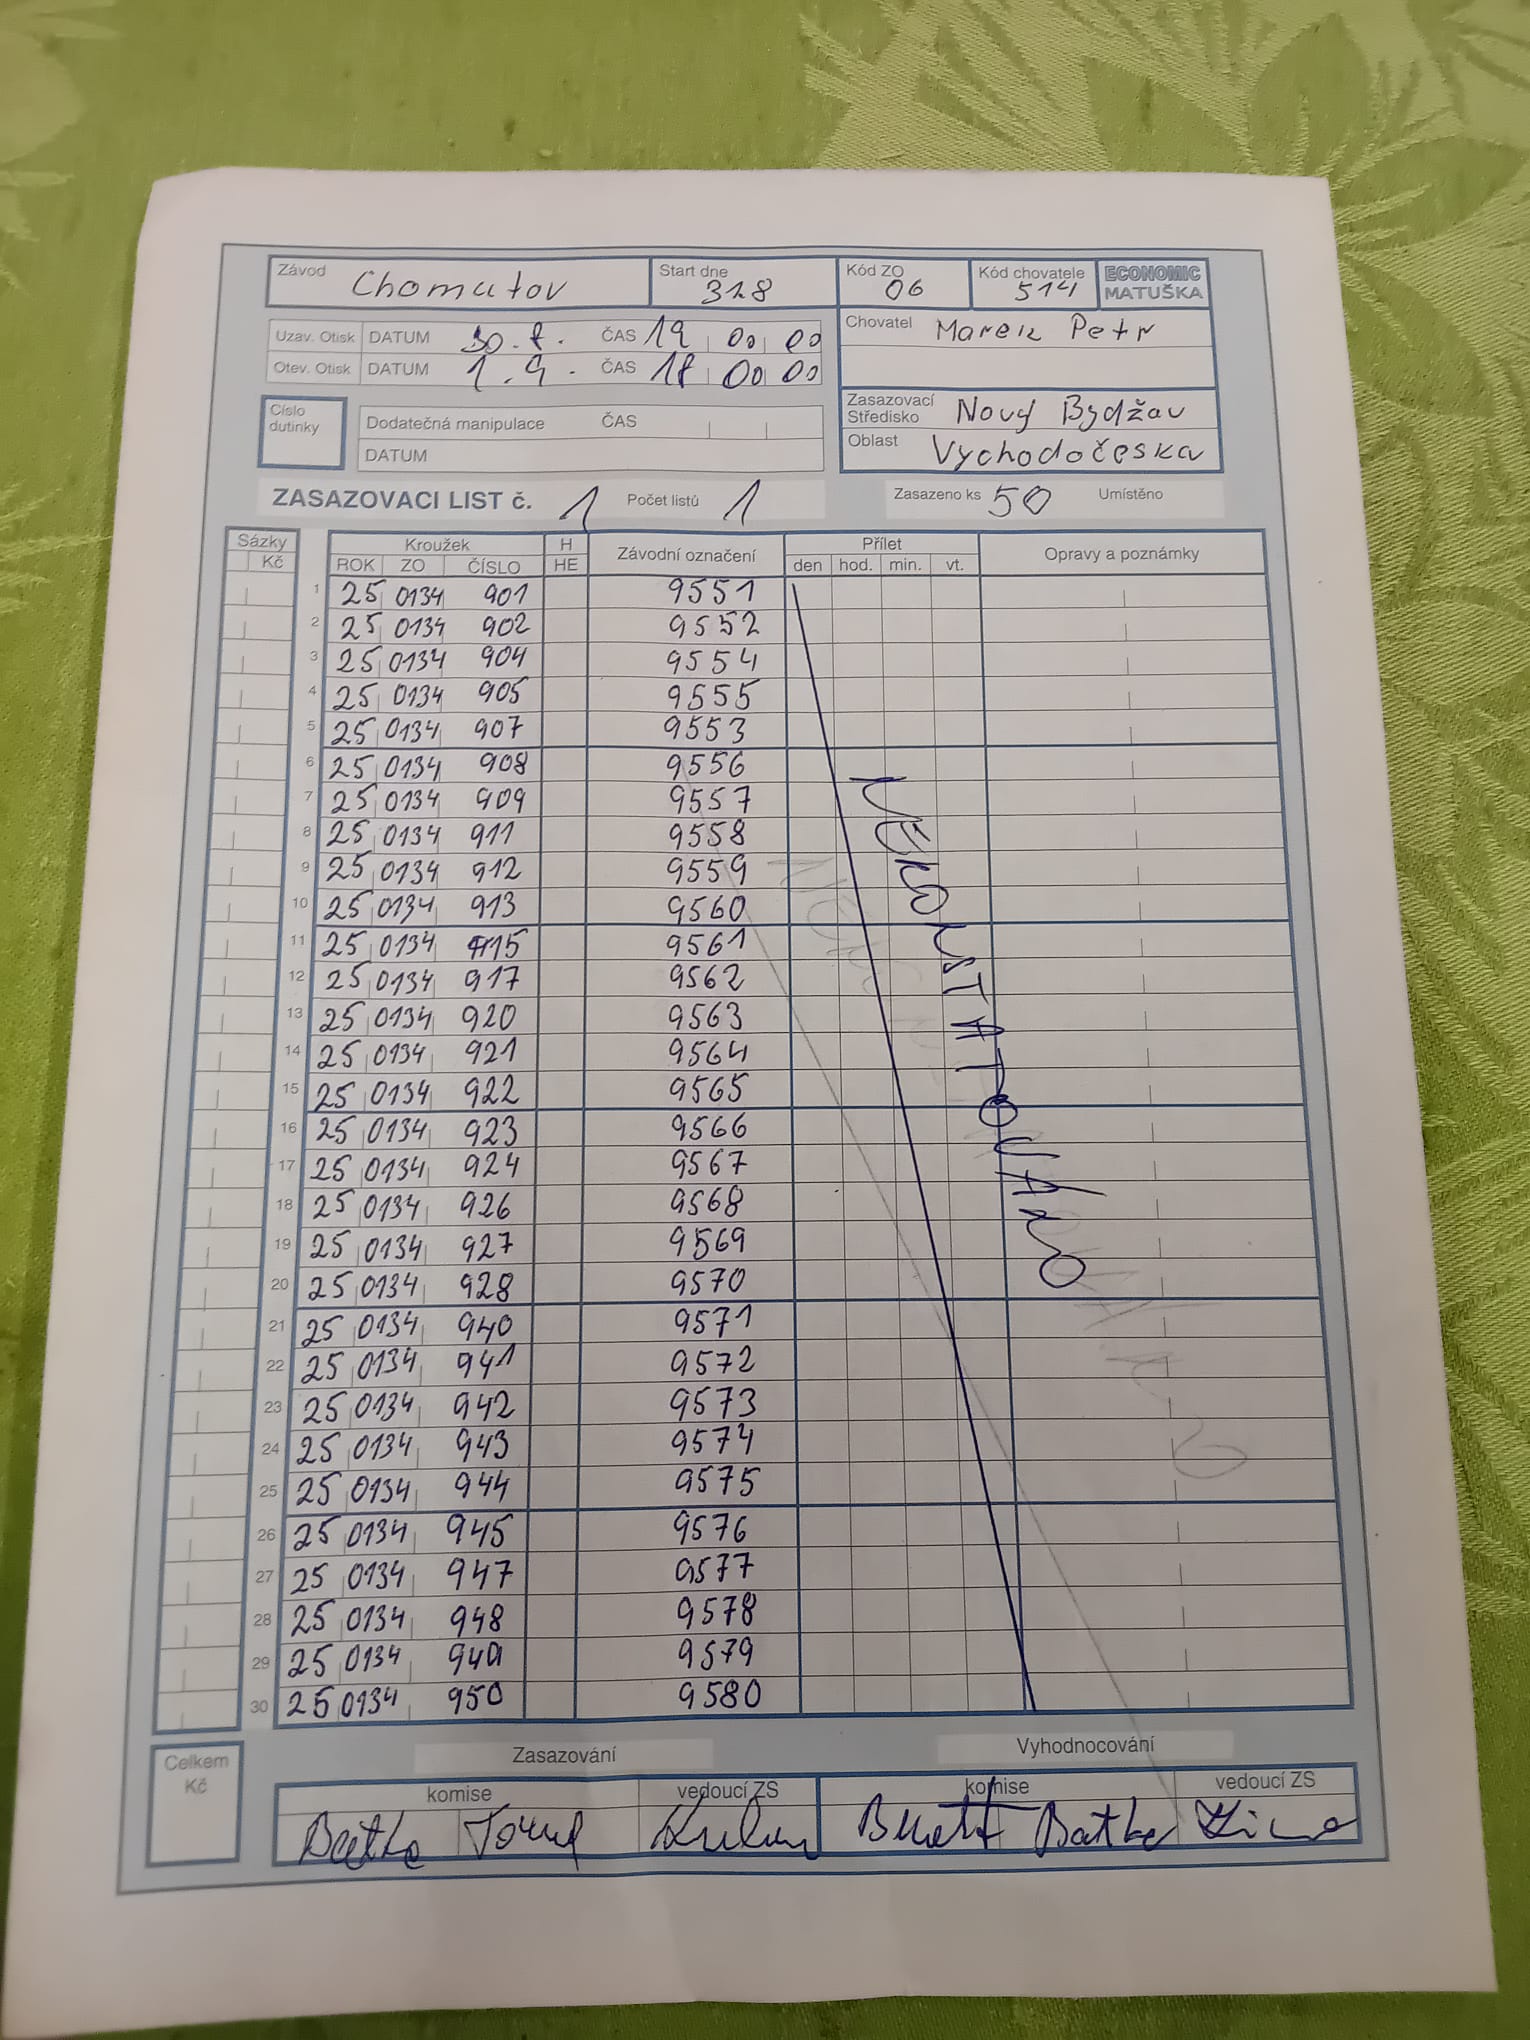 Závod Chomutov Start dne 31.8 Kód ZO 06 Kód chovatele 514 ECONOMIC MATUŠKA
Uzav. Otisk DATUM 30.8. ČAS 19 00 00 Chovatel Marek Petr
Otev. Otisk DATUM 1.9. ČAS 18 00 00
Číslo dutinky Dodatečná manipulace ČAS Zasazovací Středisko Nový Bydžav
DATUM Oblast Vychodočeska
ZASAZOVACI LIST č. 1 Počet listů 1 Zasazeno ks 50 Umístěno
Sázky Kroužek H Závodní označení Přílet Opravy a poznámky
Kč ROK ZO ČÍSLO HE den hod. min. vt.
1 25 0134 901 9551
2 25 0134 902 9552
3 25 0134 904 9554
4 25 0134 905 9555
5 25 0134 907 9553
6 25 0134 908 9556
7 25 0134 909 9557
8 25 0134 911 9558
9 25 0134 912 9559
10 25 0134 913 9560
11 25 0134 915 9561
12 25 0134 917 9562
13 25 0134 920 9563
14 25 0134 921 9564
15 25 0134 922 9565
16 25 0134 923 9566
17 25 0134 924 9567
18 25 0134 926 9568
19 25 0134 927 9569
20 25 0134 928 9570
21 25 0134 940 9571
22 25 0134 941 9572
23 25 0134 942 9573
24 25 0134 943 9574
25 25 0134 944 9575
26 25 0134 945 9576
27 25 0134 947 9577
28 25 0134 948 9578
29 25 0134 949 9579
30 25 0134 950 9580
NEKONSTATOVÁNO
Celkem Kč Zasazování Vyhodnocování
komise vedoucí ZS komise vedoucí ZS